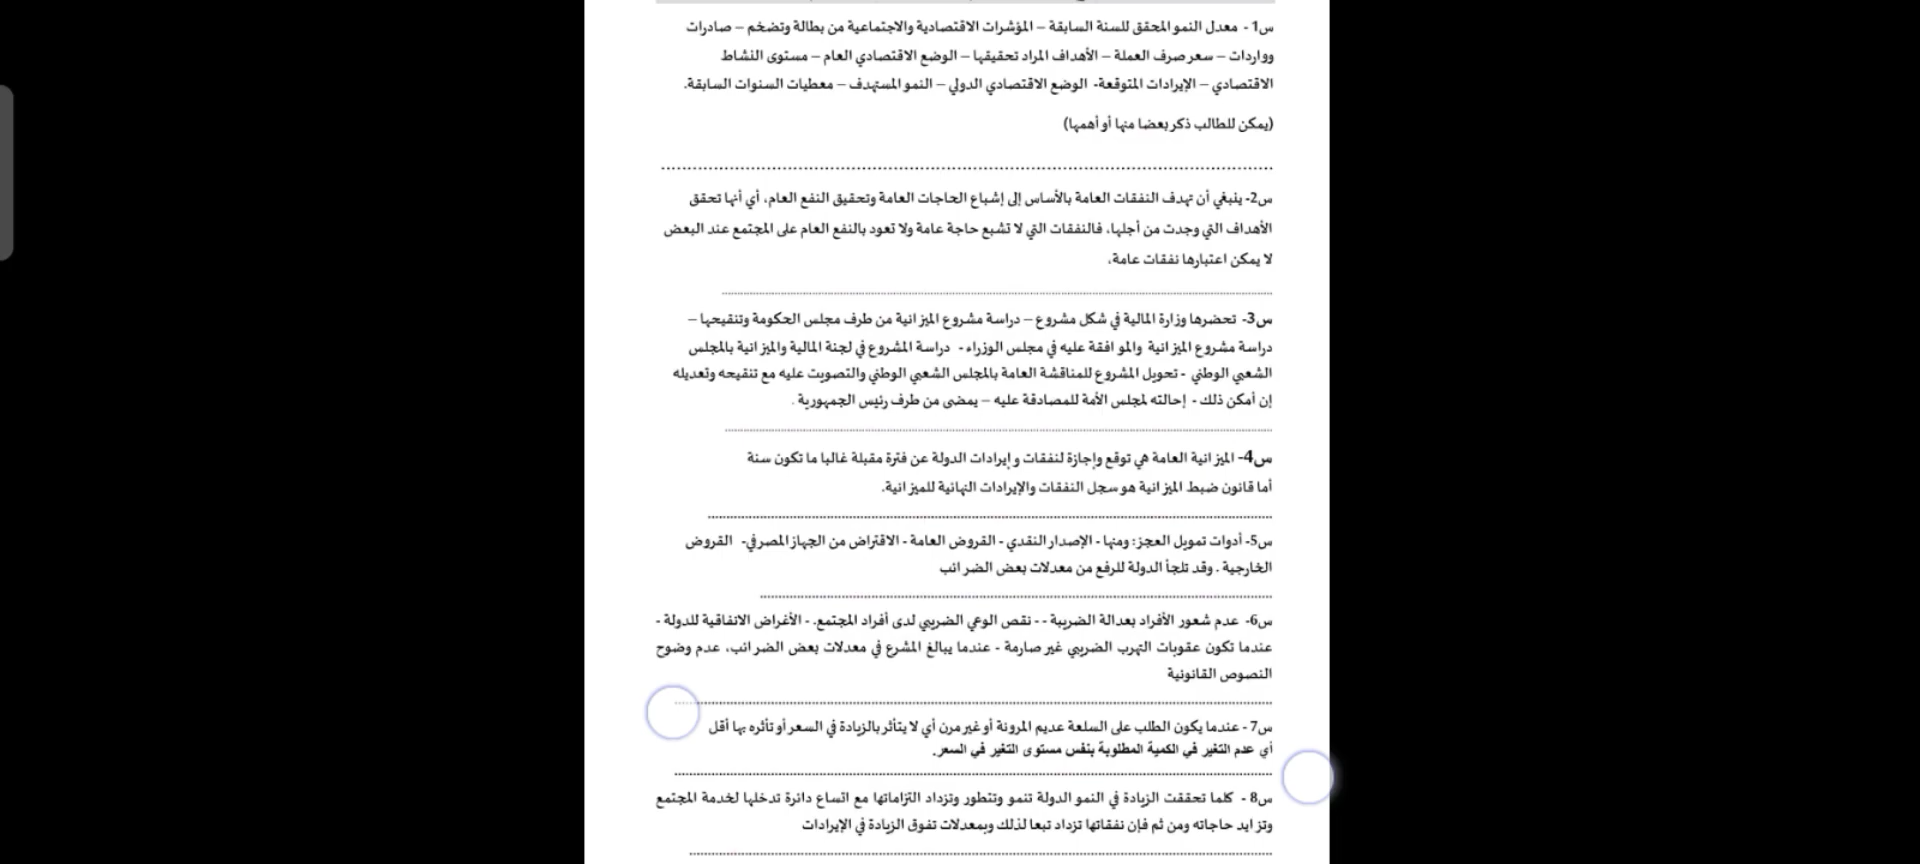 س1- معدل النمو المحقق للسنة السابقة – المؤشرات الاقتصادية والاجتماعية من بطالة وتضخم – صادرات
وواردات – سعر صرف العملة – الأهداف المراد تحقيقها – الوضع الاقتصادي العام – مستوى النشاط
الاقتصادي – الإيرادات المتوقعة- الوضع الاقتصادي الدولي – النمو المستهدف – معطيات السنوات السابقة.
(يمكن للطالب ذكر بعضا منها أو أهمها)
س2- ينبغي أن تهدف النفقات العامة بالأساس إلى إشباع الحاجات العامة وتحقيق النفع العام، أي أنها تحقق
الأهداف التي وجدت من أجلها، فالنفقات التي لا تشبع حاجة عامة ولا تعود بالنفع العام على المجتمع عند البعض
لا يمكن اعتبارها نفقات عامة،
س3- تحضرها وزارة المالية في شكل مشروع – دراسة مشروع الميزانية من طرف مجلس الحكومة وتنقيحها –
دراسة مشروع الميزانية والموافقة عليه في مجلس الوزراء - دراسة المشروع في لجنة المالية والميزانية بالمجلس
الشعبي الوطني - تحويل المشروع للمناقشة العامة بالمجلس الشعبي الوطني والتصويت عليه مع تنقيحه وتعديله
إن أمكن ذلك - إحالته لمجلس الأمة للمصادقة عليه – يمضى من طرف رئيس الجمهورية .
س4- الميزانية العامة هي توقع وإجازة لنفقات وإيرادات الدولة عن فترة مقبلة غالبا ما تكون سنة
أما قانون ضبط الميزانية هو سجل النفقات والإيرادات النهائية للميزانية.
س5- أدوات تمويل العجز: ومنها - الإصدار النقدي - القروض العامة - الاقتراض من الجهاز المصرفي- القروض
الخارجية . وقد تلجأ الدولة للرفع من معدلات بعض الضرائب
س6- عدم شعور الأفراد بعدالة الضريبة - - نقص الوعي الضريبي لدى أفراد المجتمع. - الأغراض الانفاقية للدولة -
عندما تكون عقوبات التهرب الضريبي غير صارمة - عندما يبالغ المشرع في معدلات بعض الضرائب، عدم وضوح
النصوص القانونية
س7- عندما يكون الطلب على السلعة عديم المرونة أو غير مرن أي لا يتأثر بالزيادة في السعر أو تأثره بها أقل
أي عدم التغير في الكمية المطلوبة بنفس مستوى التغير في السعر.
س8- كلما تحققت الزيادة في النمو الدولة تنمو وتتطور وتزداد التزاماتها مع اتساع دائرة تدخلها لخدمة المجتمع
وتزايد حاجاته ومن ثم فإن نفقاتها تزداد تبعا لذلك وبمعدلات تفوق الزيادة في الإيرادات